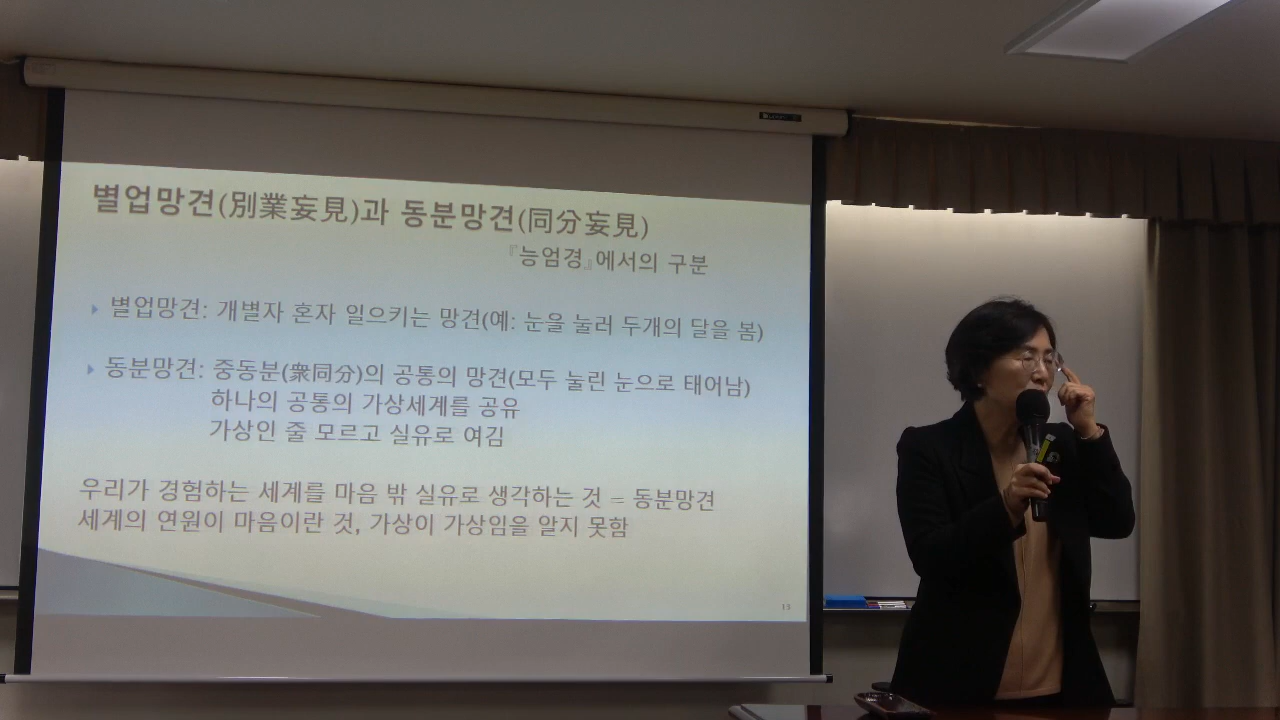 별업망견(別業妄見)과 동분망견(同分妄見)
『능엄경』에서의 구분
별업망견: 개별자 혼자 일으키는 망견(예: 눈을 눌러 두개의 달을 봄)
동분망견: 중동분(衆同分)의 공통의 망견(모두 눌린 눈으로 태어남)
하나의 공통의 가상세계를 공유
가상인 줄 모르고 실유로 여김
우리가 경험하는 세계를 마음 밖 실유로 생각하는 것 = 동분망견
세계의 연원이 마음이란 것, 가상이 가상임을 알지 못함
13